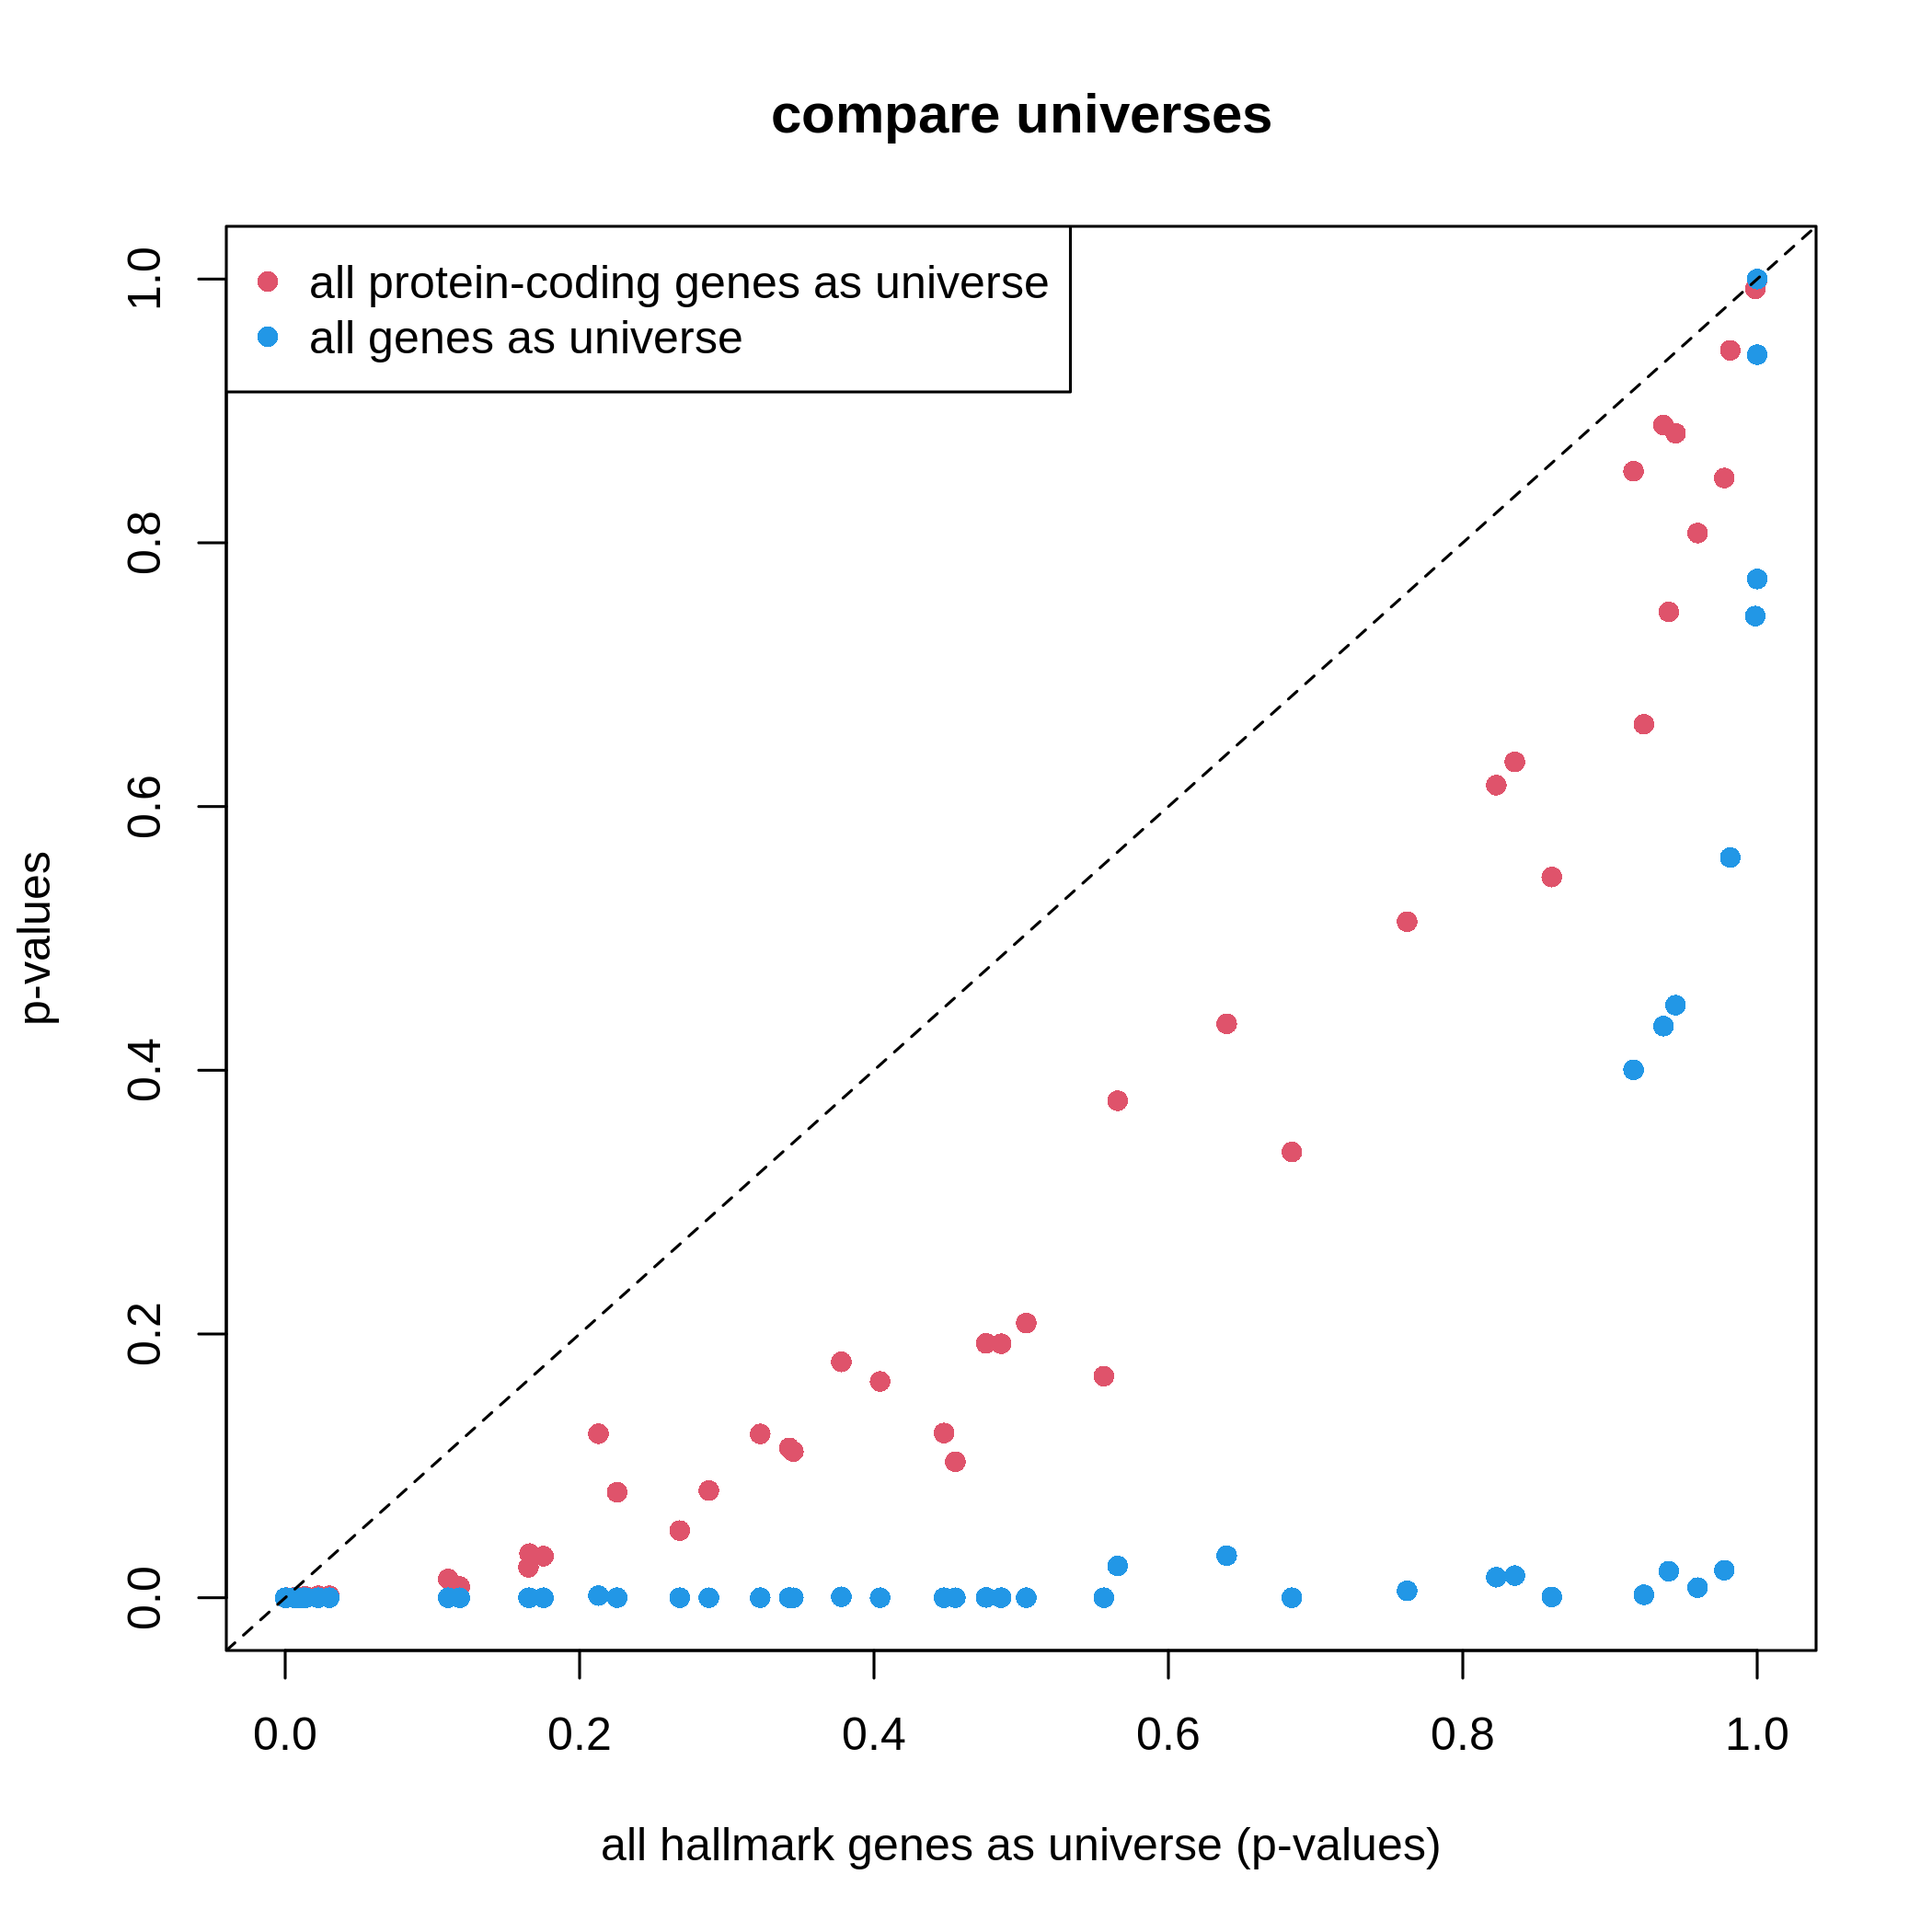 compare universes
all protein-coding genes as universe
all genes as universe
p-values
1.0
0.8
0.6
0.4
0.2
0.0
0.0 0.2 0.4 0.6 0.8 1.0
all hallmark genes as universe (p-values)